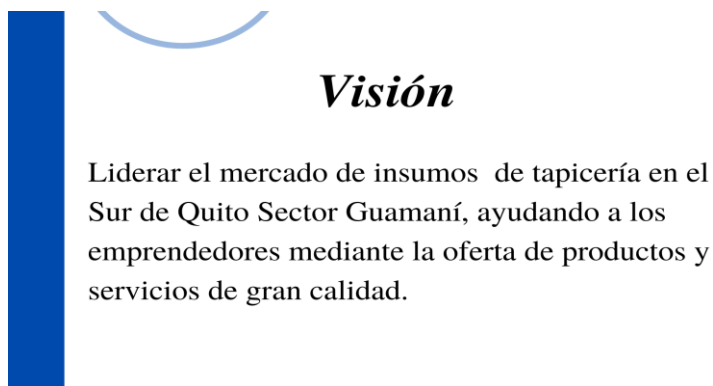 Visión
Liderar el mercado de insumos  de tapicería en el
Sur de Quito Sector Guamaní, ayudando a los
emprendedores mediante la oferta de productos y
servicios de gran calidad.